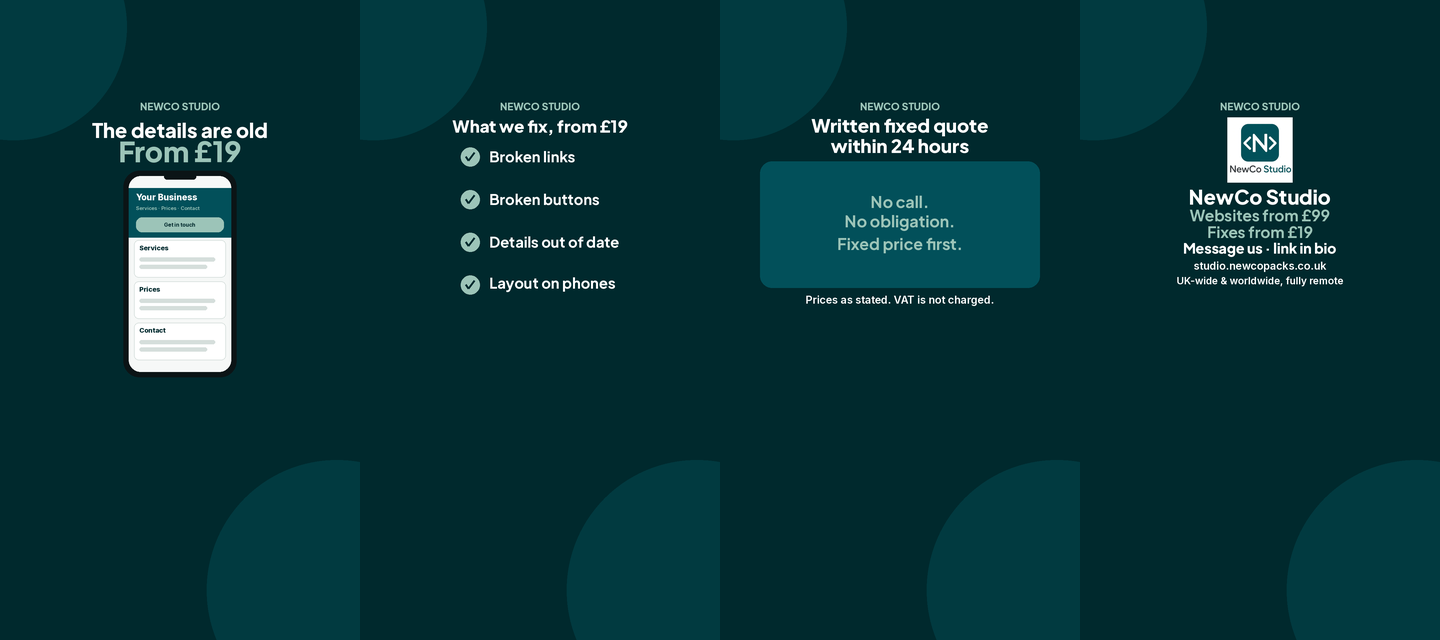 NEWCO STUDIO
The details are old
From £19
Your Business
Services · Prices · Contact
Get in touch
Services
Prices
Contact
NEWCO STUDIO
What we fix, from £19
Broken links
Broken buttons
Details out of date
Layout on phones
NEWCO STUDIO
Written fixed quote
within 24 hours
No call.
No obligation.
Fixed price first.
Prices as stated. VAT is not charged.
NEWCO STUDIO
<N>
NewCo Studio
NewCo Studio
Websites from £99
Fixes from £19
Message us · link in bio
studio.newcopacks.co.uk
UK-wide & worldwide, fully remote